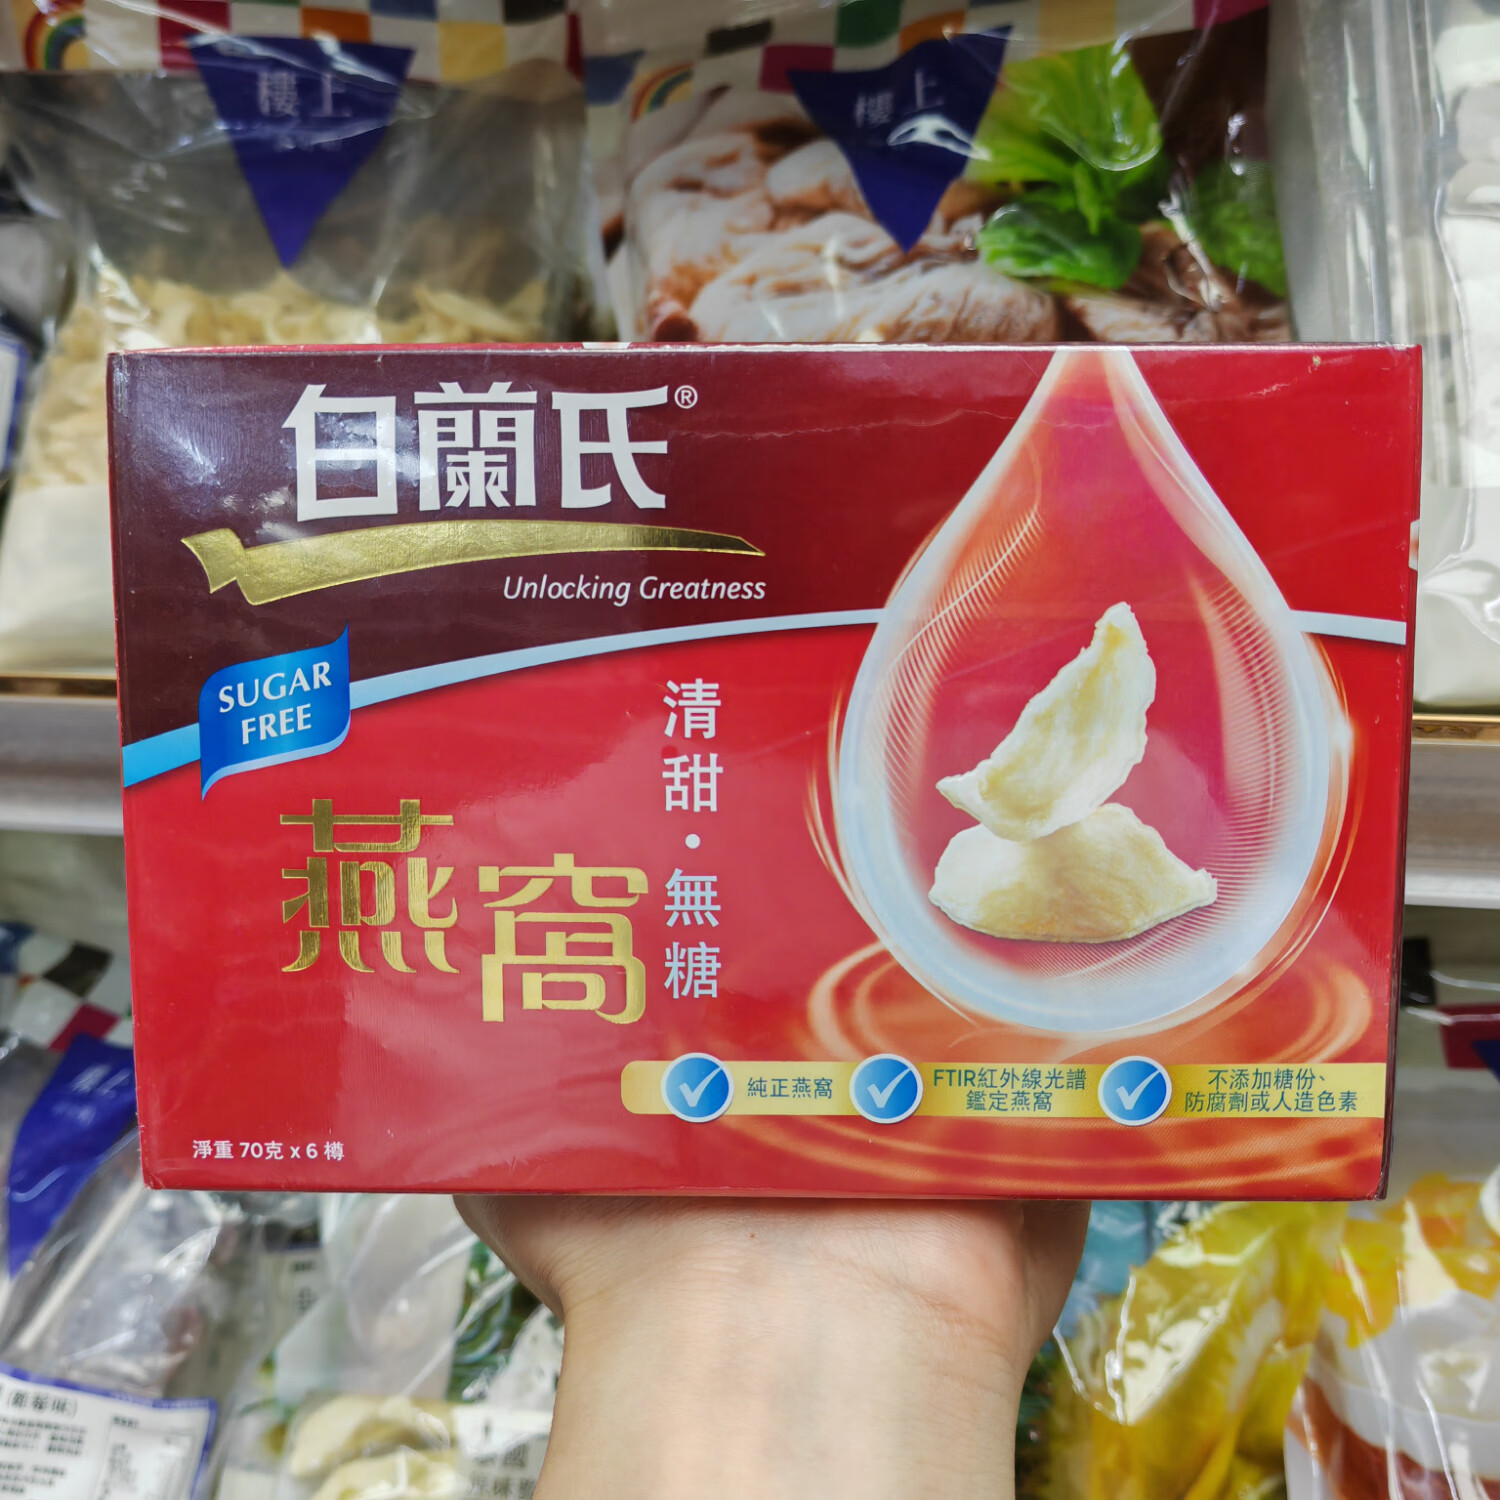 樓上
樓上
白蘭氏®
Unlocking Greatness
SUGAR
FREE
清甜・無糖
燕窩
純正燕窩
FTIR紅外線光譜
鑑定燕窩
不添加糖份、
防腐劑或人造色素
淨重 70克 x 6 樽